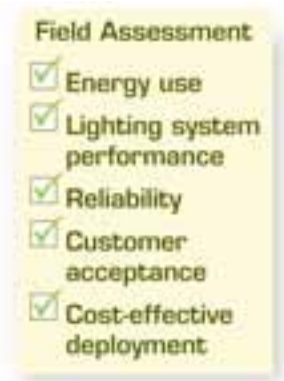 Field Assessment
Energy use
Lighting system
performance
Reliability
Customer
acceptance
Cost-effective
deployment